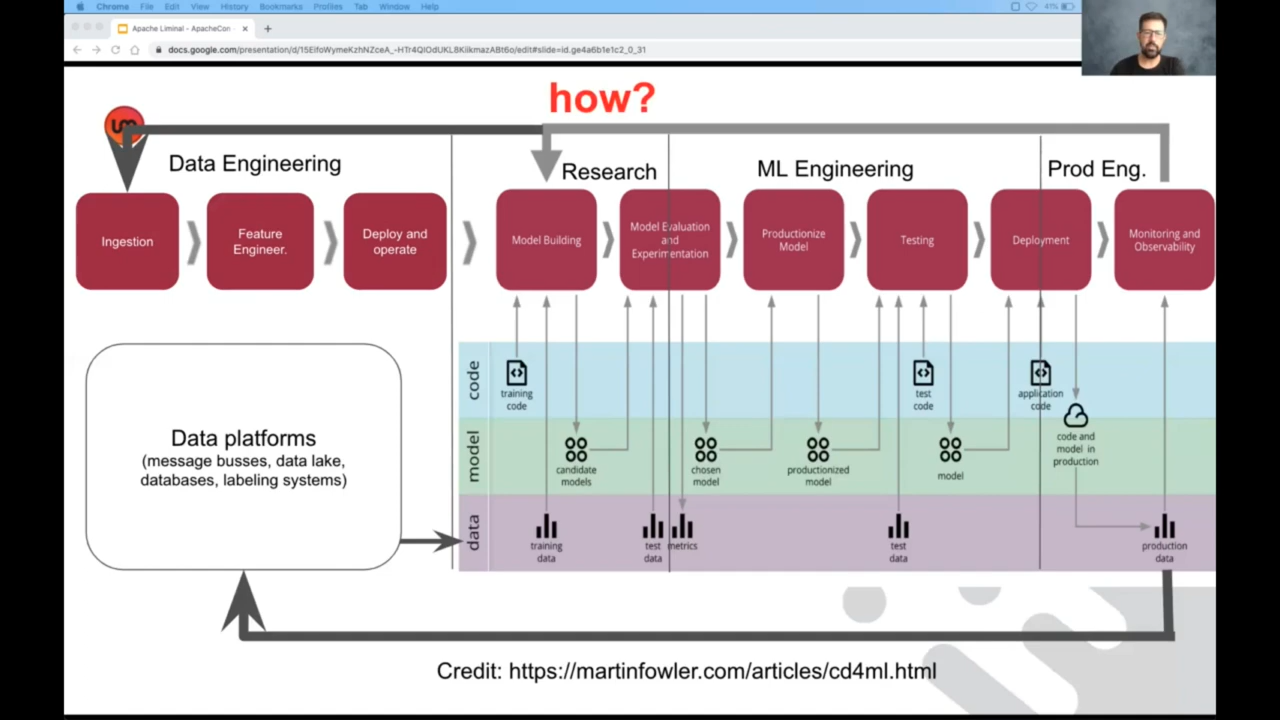 Chrome File Edit View History Bookmarks Profiles Tab Window Help
41%
Apache Liminal - ApacheCon
docs.google.com/presentation/d/15EifoWymeKzhNZceA_-HTr4QIOdUKL8KiikmazABt6o/edit#slide=id.ge4a6b1e1c2_0_31
how?
Data Engineering
Research
ML Engineering
Prod Eng.
Ingestion
Feature
Engineer.
Deploy and
operate
Model Building
Model Evaluation
and
Experimentation
Productionize
Model
Testing
Deployment
Monitoring and
Observability
code
training
code
test
code
application
code
model
candidate
models
chosen
model
productionized
model
model
code and
model in
production
data
training
data
test
data
metrics
test
data
production
data
Data platforms
(message busses, data lake,
databases, labeling systems)
Credit: https://martinfowler.com/articles/cd4ml.html